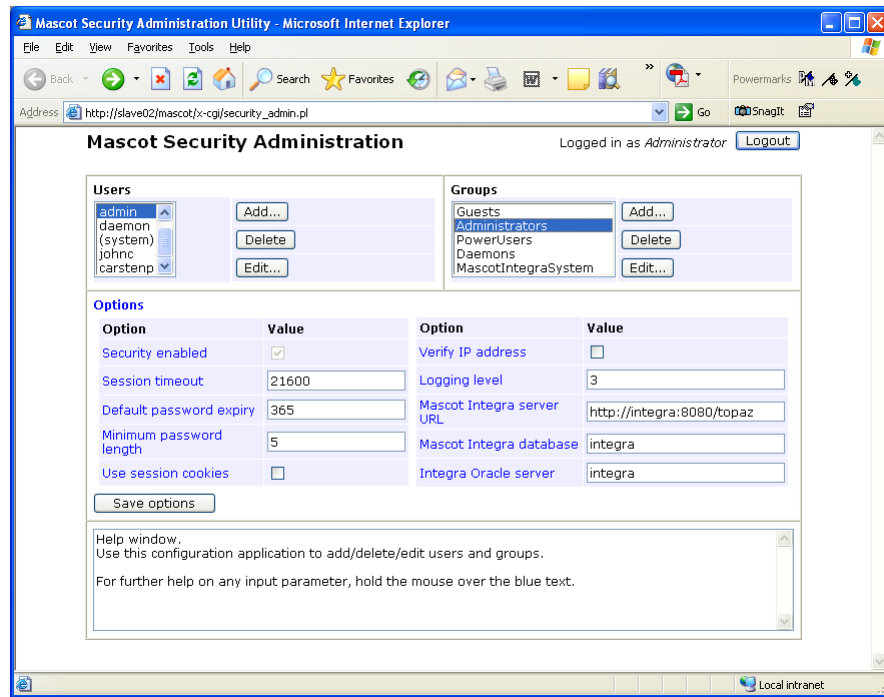 Mascot Security Administration Utility - Microsoft Internet Explorer
File Edit View Favorites Tools Help
Back Search Favorites » Powermarks
Address http://slave02/mascot/x-cgi/security_admin.pl Go SnagIt
Mascot Security Administration Logged in as Administrator Logout
Users Groups
admin
daemon
(system)
johnc
carstenp
Add...
Delete
Edit...
Guests
Administrators
PowerUsers
Daemons
MascotIntegraSystem
Add...
Delete
Edit...
Options
Option Value Option Value
Security enabled Verify IP address
Session timeout 21600 Logging level 3
Default password expiry 365 Mascot Integra server URL http://integra:8080/topaz
Minimum password length 5 Mascot Integra database integra
Use session cookies Integra Oracle server integra
Save options
Help window.
Use this configuration application to add/delete/edit users and groups.
For further help on any input parameter, hold the mouse over the blue text.
Local intranet